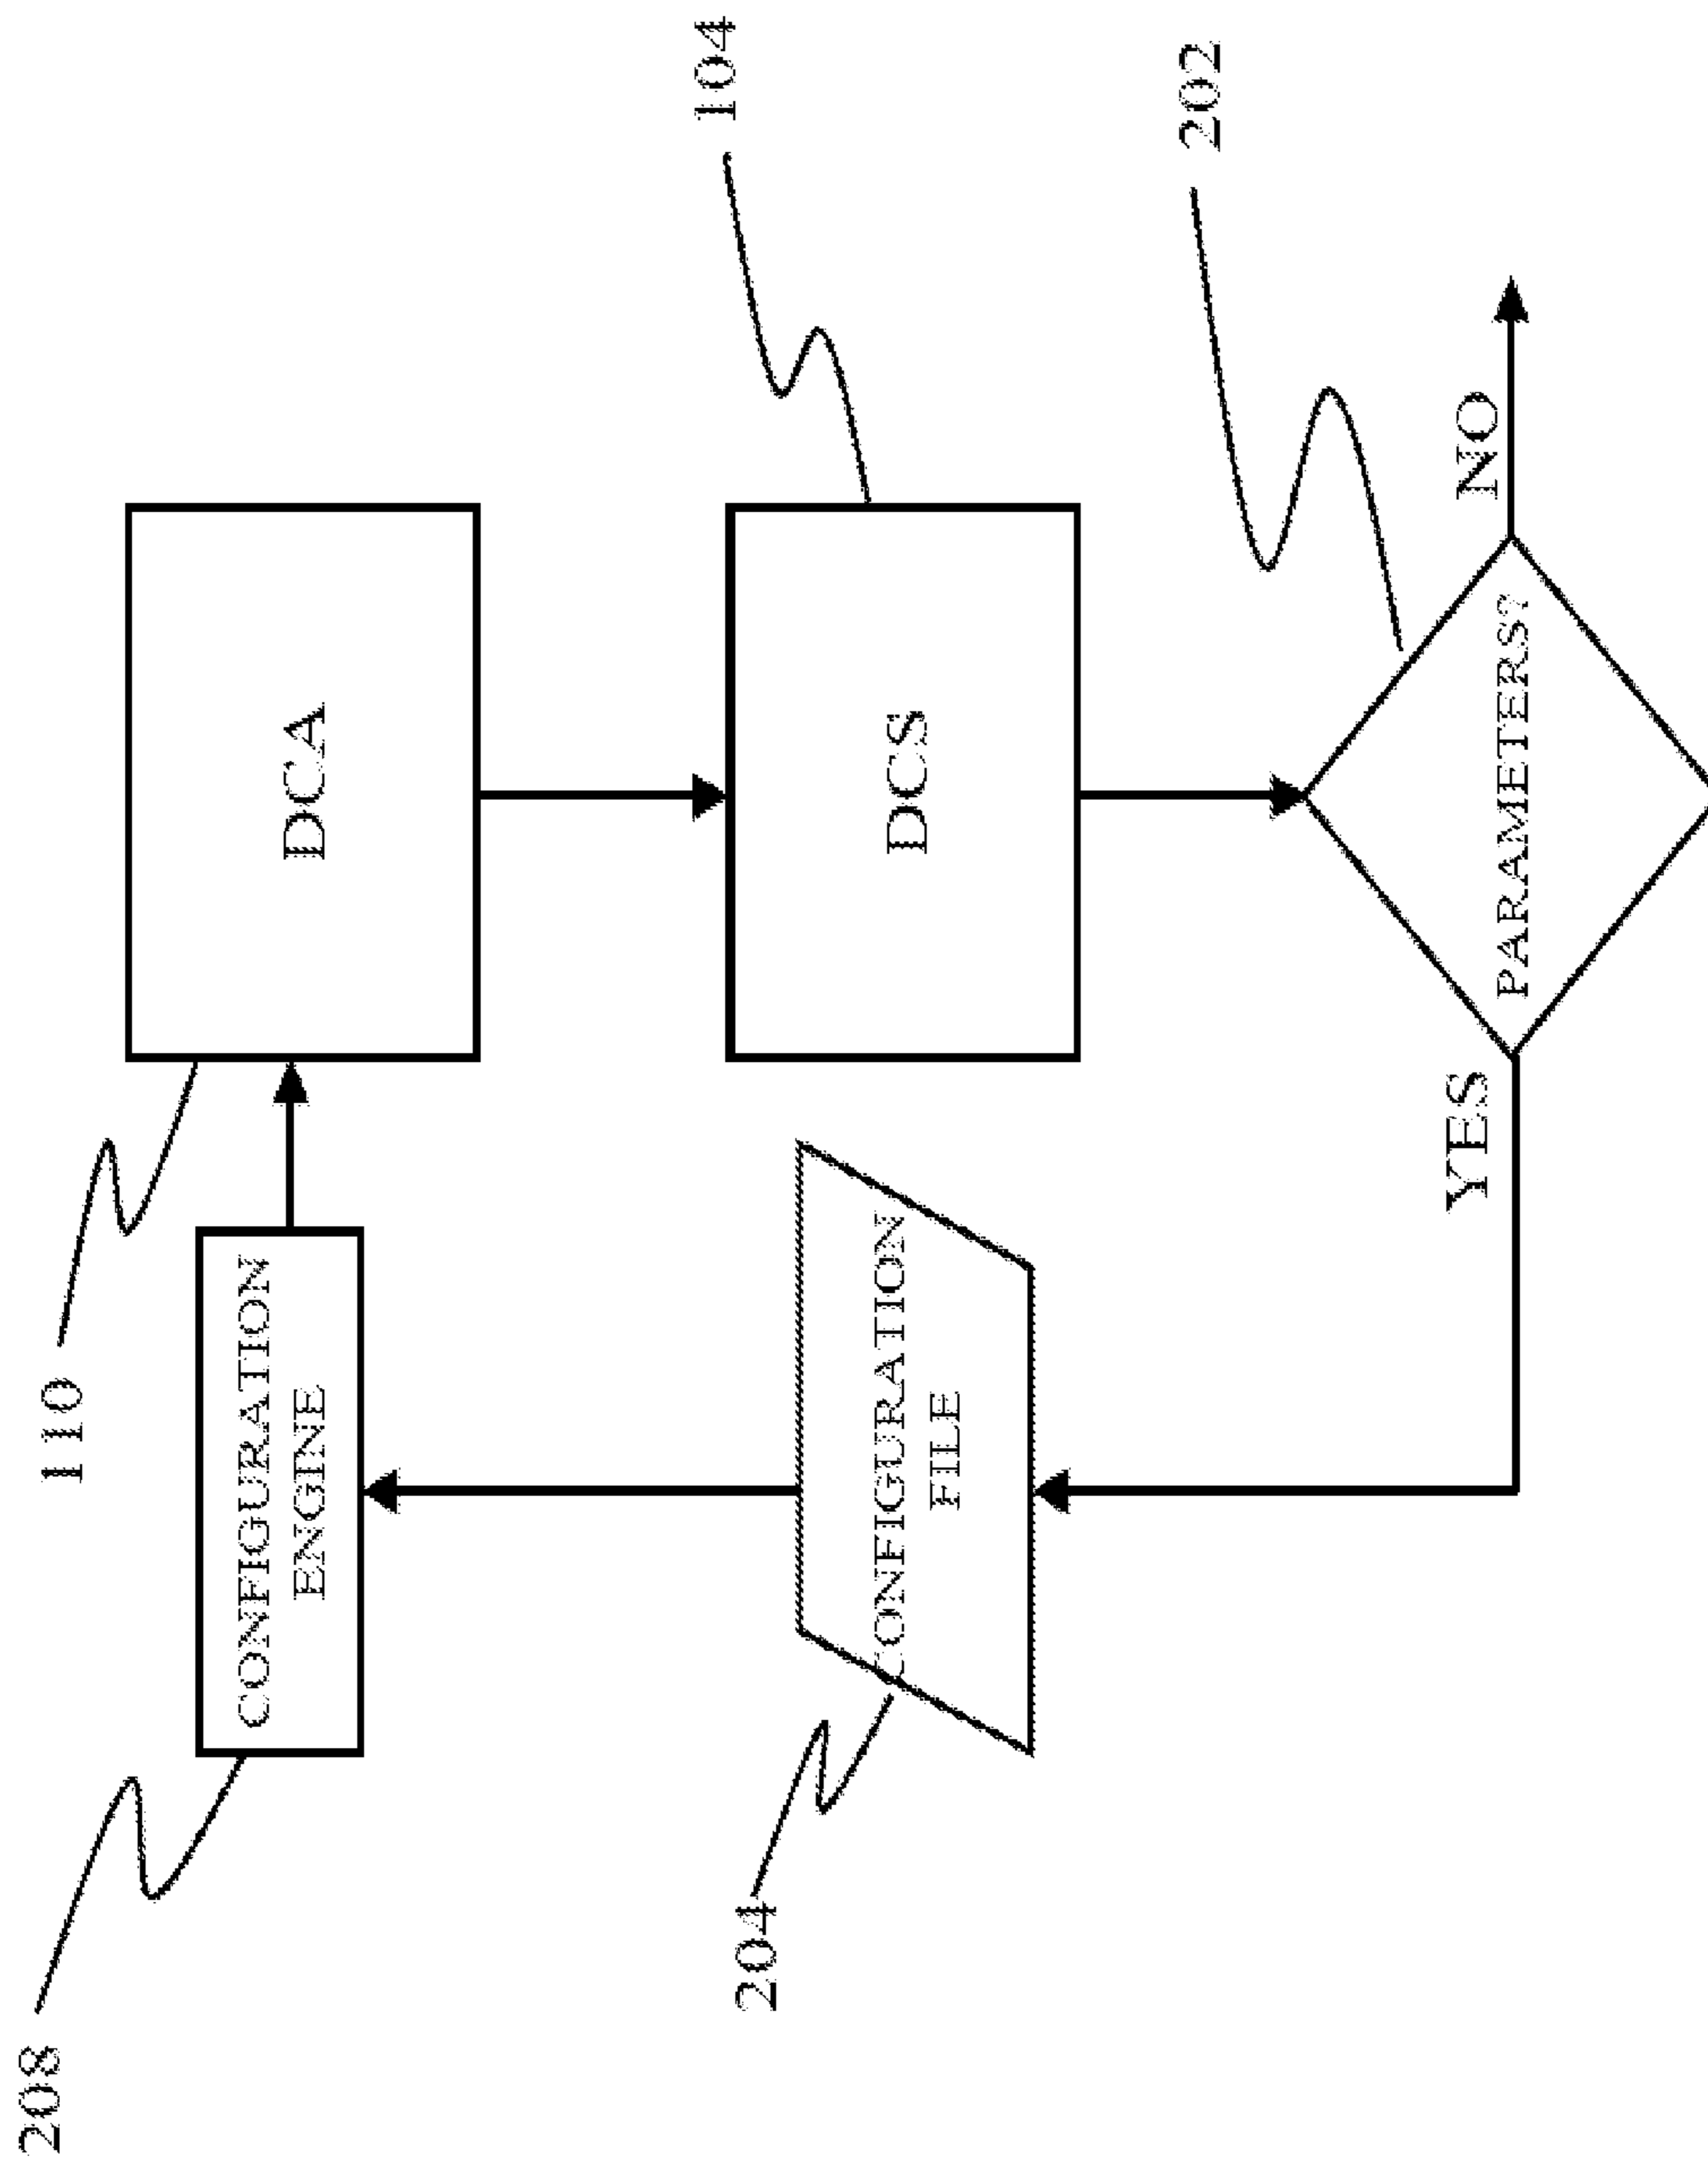 208
110
CONFIGURATION
ENGINE
DCA
204
CONFIGURATION
FILE
DCS
104
YES
PARAMETERS?
NO
202